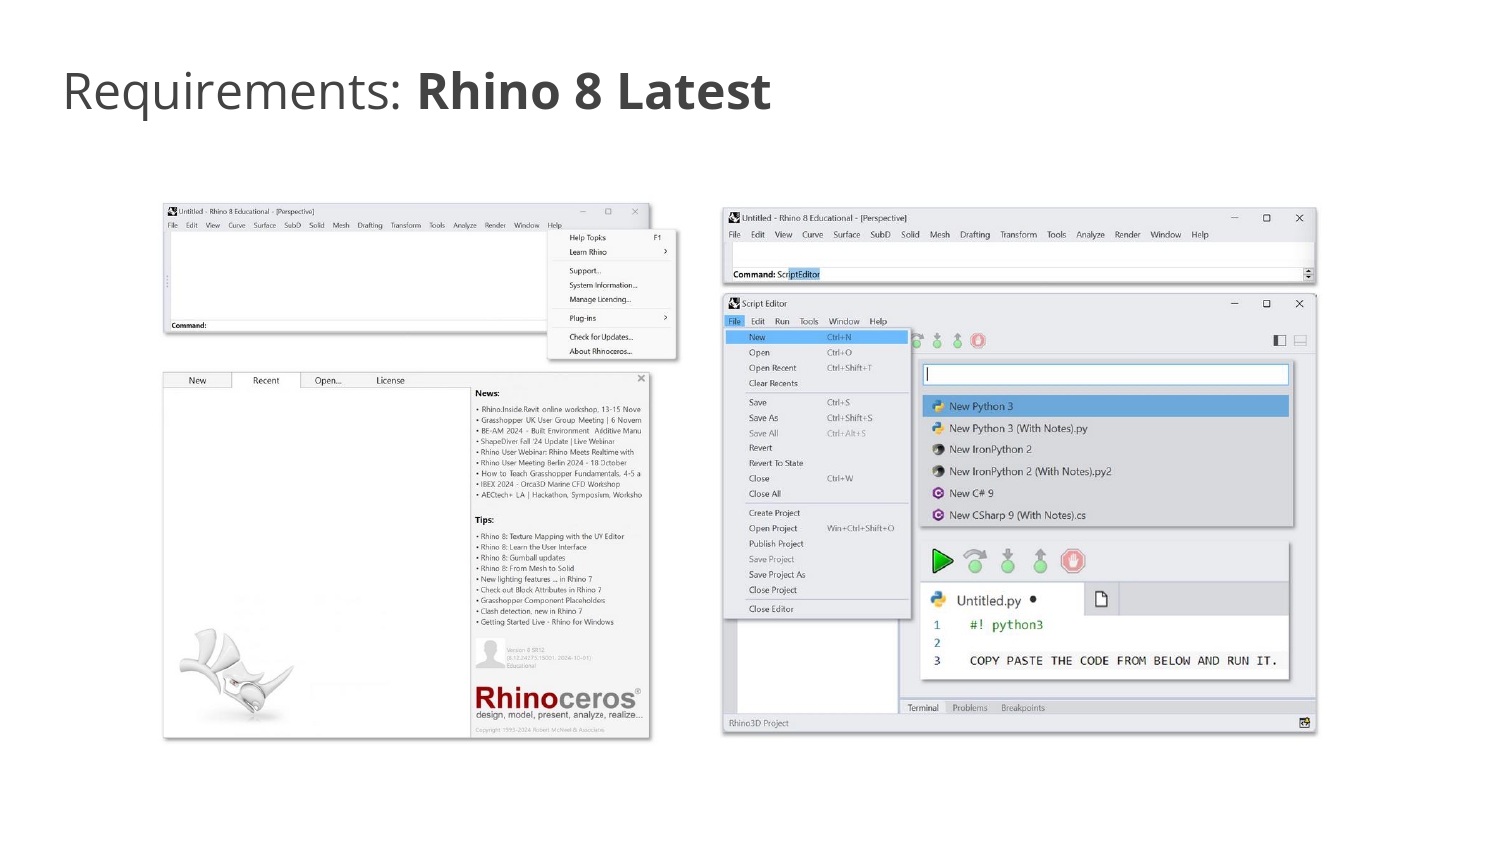 Requirements: Rhino 8 Latest
Untitled - Rhino 8 Educational - [Perspective]
File Edit View Curve Surface SubD Solid Mesh Drafting Transform Tools Analyze Render Window Help
Help Topics F1
Learn Rhino
Support...
System Information...
Manage Licencing...
Plug-ins
Check for Updates...
About Rhinoceros...
Command:
New Recent Open... License
News:
• Rhino.Inside.Revit online workshop, 13-15 Nove
• Grasshopper UK User Group Meeting | 6 Novem
• BE-AM 2024 - Built Environment Additive Manu
• ShapeDiver Fall '24 Update | Live Webinar
• Rhino User Webinar: Rhino Meets Realtime with
• Rhino User Meeting Berlin 2024 - 18 October
• How to Teach Grasshopper Fundamentals, 4-5 a
• IBEX 2024 - Orca3D Marine CFD Workshop
• AECtech+ LA | Hackathon, Symposium, Worksho
Tips:
• Rhino 8: Texture Mapping with the UV Editor
• Rhino 8: Learn the User Interface
• Rhino 8: Gumball updates
• Rhino 8: From Mesh to Solid
• New lighting features ... in Rhino 7
• Check out Block Attributes in Rhino 7
• Grasshopper Component Placeholders
• Clash detection, new in Rhino 7
• Getting Started Live - Rhino for Windows
Educational
Rhinoceros®
design, model, present, analyze, realize...
Copyright 1993-2024 Robert McNeel & Associates
Untitled - Rhino 8 Educational - [Perspective]
File Edit View Curve Surface SubD Solid Mesh Drafting Transform Tools Analyze Render Window Help
Command: ScriptEditor
Script Editor
File Edit Run Tools Window Help
New Ctrl+N
Open Ctrl+O
Open Recent Ctrl+Shift+T
Clear Recents
Save Ctrl+S
Save As Ctrl+Shift+S
Save All Ctrl+Alt+S
Revert
Revert To State
Close Ctrl+W
Close All
Create Project
Open Project Win+Ctrl+Shift+O
Publish Project
Save Project
Save Project As
Close Project
Close Editor
New Python 3
New Python 3 (With Notes).py
New IronPython 2
New IronPython 2 (With Notes).py2
New C# 9
New CSharp 9 (With Notes).cs
Untitled.py
1 #! python3
2
3 COPY PASTE THE CODE FROM BELOW AND RUN IT.
Terminal Problems Breakpoints
Rhino3D Project